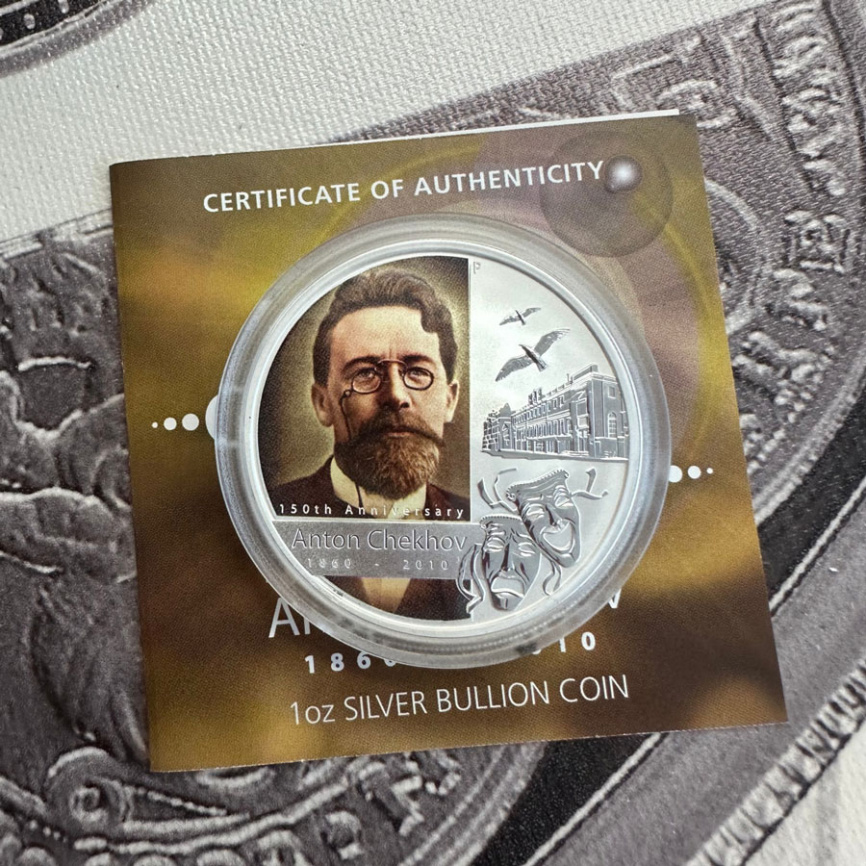 CERTIFICATE OF AUTHENTICITY
P
150th Anniversary
Anton Chekhov
1860 - 2010
1oz SILVER BULLION COIN